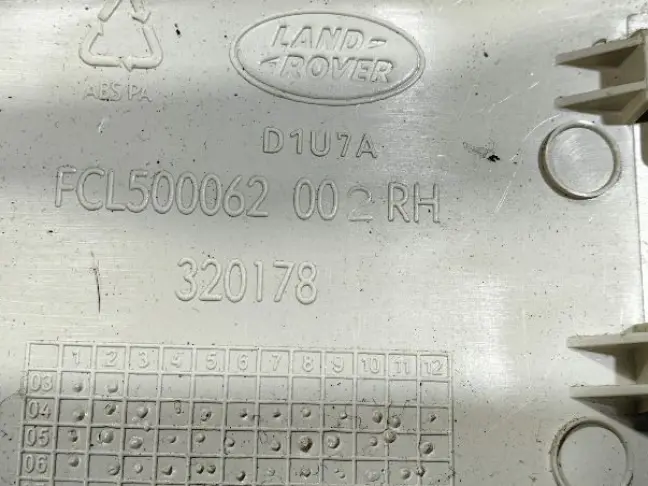 LAND-
ROVER
ABS PA
D1U7A
FCL500062 002 RH
320178
1 2 3 4 5 6 7 8 9 10 11 12
03
04
05
06